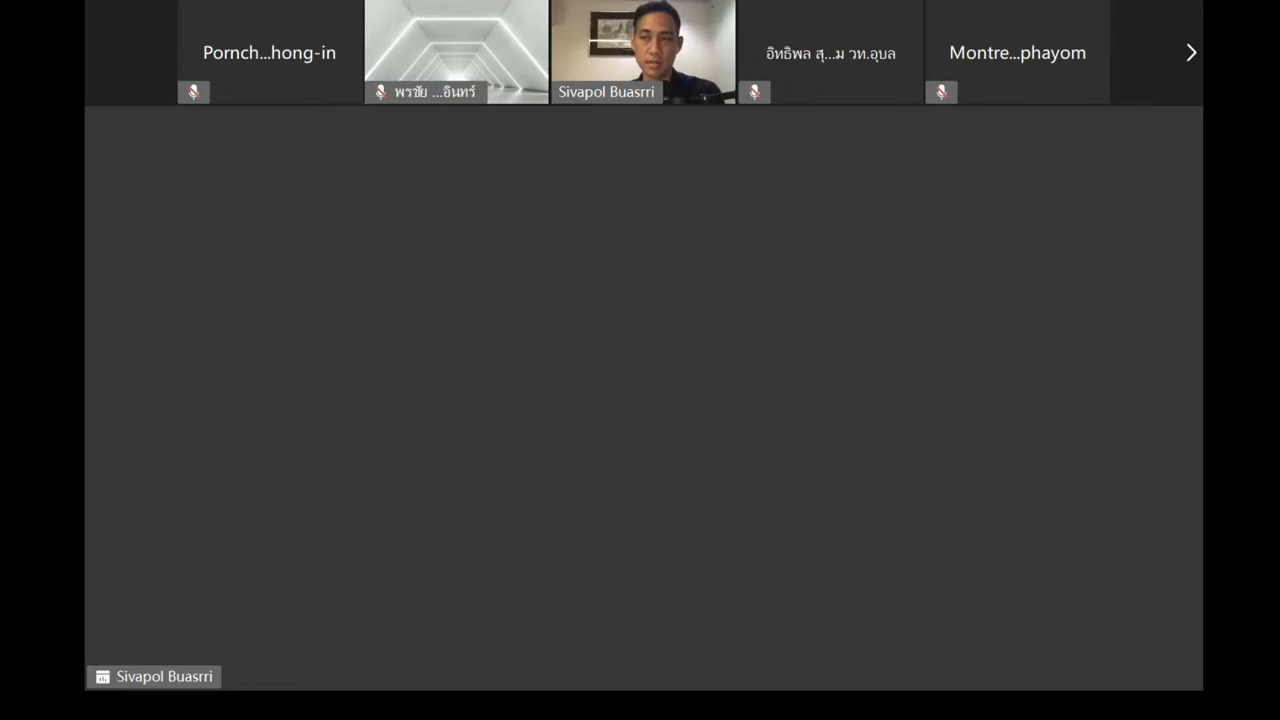 Pornch...hong-in
พรชัย ...อินทร์
Sivapol Buasrri
อิทธิพล สุ...ม วท.อุบล
Montre...phayom
Sivapol Buasrri